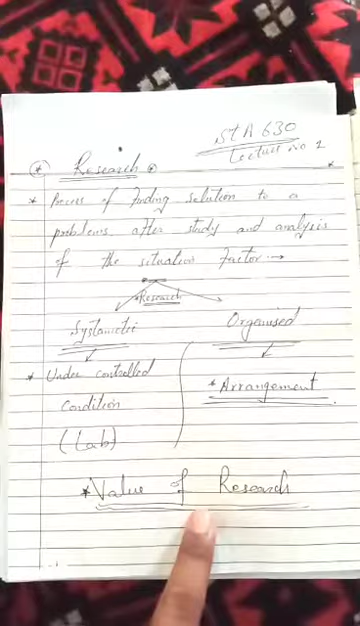 STA 630
Lecture no 2
* Research
* Process of Finding solution to a
problems after study and analysis
of the situation Factor →
Research
Systametic
Organised
* Under controlled
Condition
(Lab)
* Arrangement
* Value of Research